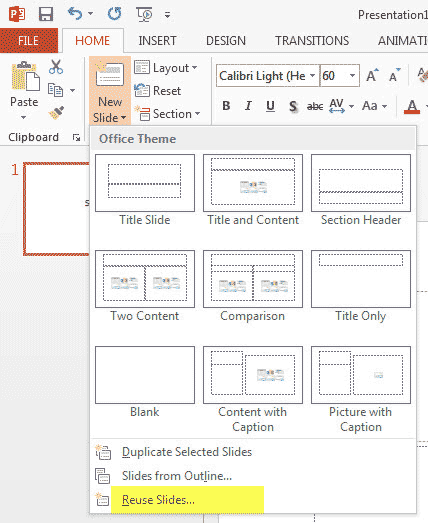 Presentation1
FILE HOME INSERT DESIGN TRANSITIONS ANIMATI
Paste
New Slide
Layout
Reset
Section
Calibri Light (He 60 A A
B I U S abc AV Aa A
Clipboard
1
S
Office Theme
Title Slide Title and Content Section Header
Two Content Comparison Title Only
Blank Content with Caption Picture with Caption
Duplicate Selected Slides
Slides from Outline...
Reuse Slides...